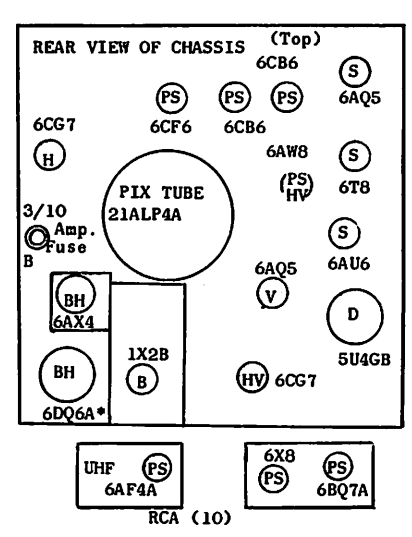 REAR VIEW OF CHASSIS (Top)
6CB6
S
PS PS PS
6AQ5
6CF6 6CB6
6CG7
H
6AW8
S
PS
HV
6T8
PIX TUBE
21ALP4A
3/10
Amp.
Fuse
B
S
6AU6
6AQ5
V
BH
6AX4
D
5U4GB
1X2B
B
BH
6DQ6A*
HV 6CG7
UHF PS
6AF4A
6X8
PS
PS
6BQ7A
RCA (10)